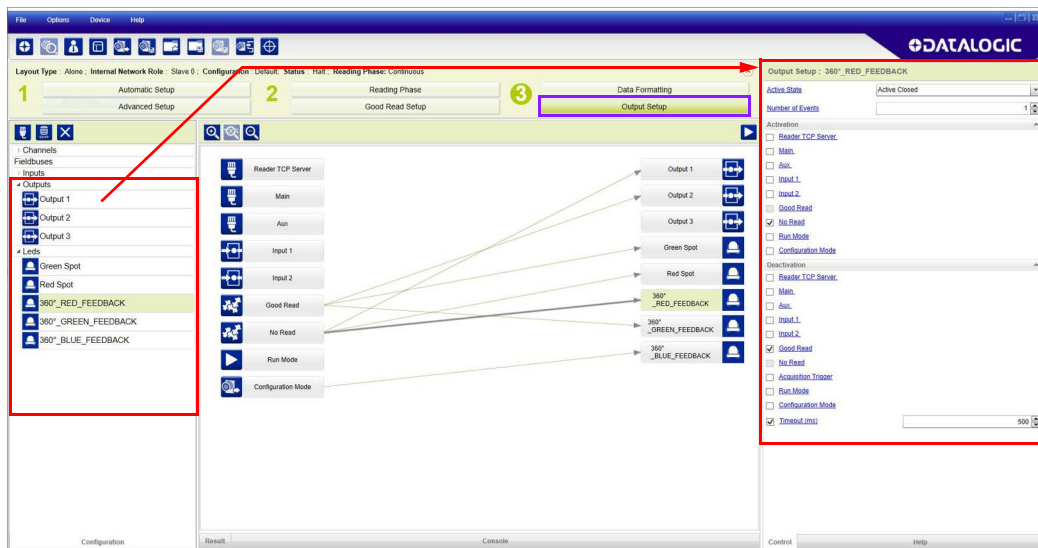 File Options Device Help
DATALOGIC
Layout Type : Alone; Internal Network Role : Slave 0; Configuration : Default; Status : Halt; Reading Phase: Continuous
1
Automatic Setup
Advanced Setup
2
Reading Phase
Good Read Setup
3
Data Formatting
Output Setup
Channels
Fieldbuses
Inputs
Outputs
Output 1
Output 2
Output 3
Leds
Green Spot
Red Spot
360°_RED_FEEDBACK
360°_GREEN_FEEDBACK
360°_BLUE_FEEDBACK
Configuration
Reader TCP Server
Main
Aux
Input 1
Input 2
Good Read
No Read
Run Mode
Configuration Mode
Output 1
Output 2
Output 3
Green Spot
Red Spot
360°
_RED_FEEDBACK
360°
_GREEN_FEEDBACK
360°
_BLUE_FEEDBACK
Result
Console
Output Setup : 360°_RED_FEEDBACK
Active State Active Closed
Number of Events 1
Activation
Reader TCP Server
Main
Aux
Input 1
Input 2
Good Read
No Read
Run Mode
Configuration Mode
Deactivation
Reader TCP Server
Main
Aux
Input 1
Input 2
Good Read
No Read
Acquisition Trigger
Run Mode
Configuration Mode
Timeout (ms) 500
Control
Help